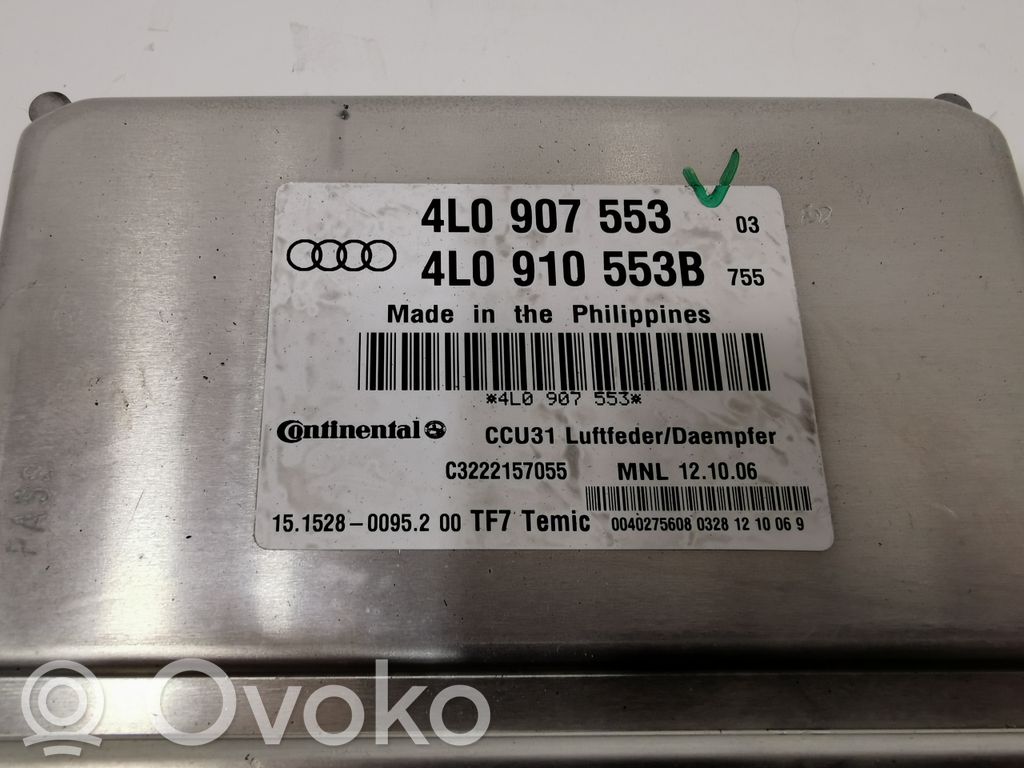 4L0 907 553 03
4L0 910 553B 755
Made in the Philippines
*4L0 907 553*
Continental CCU31 Luftfeder/Daempfer
C3222157055 MNL 12.10.06
15.1528-0095.2 00 TF7 Temic 0040275608 0328 12 10 06 9
PASS
Ovoko